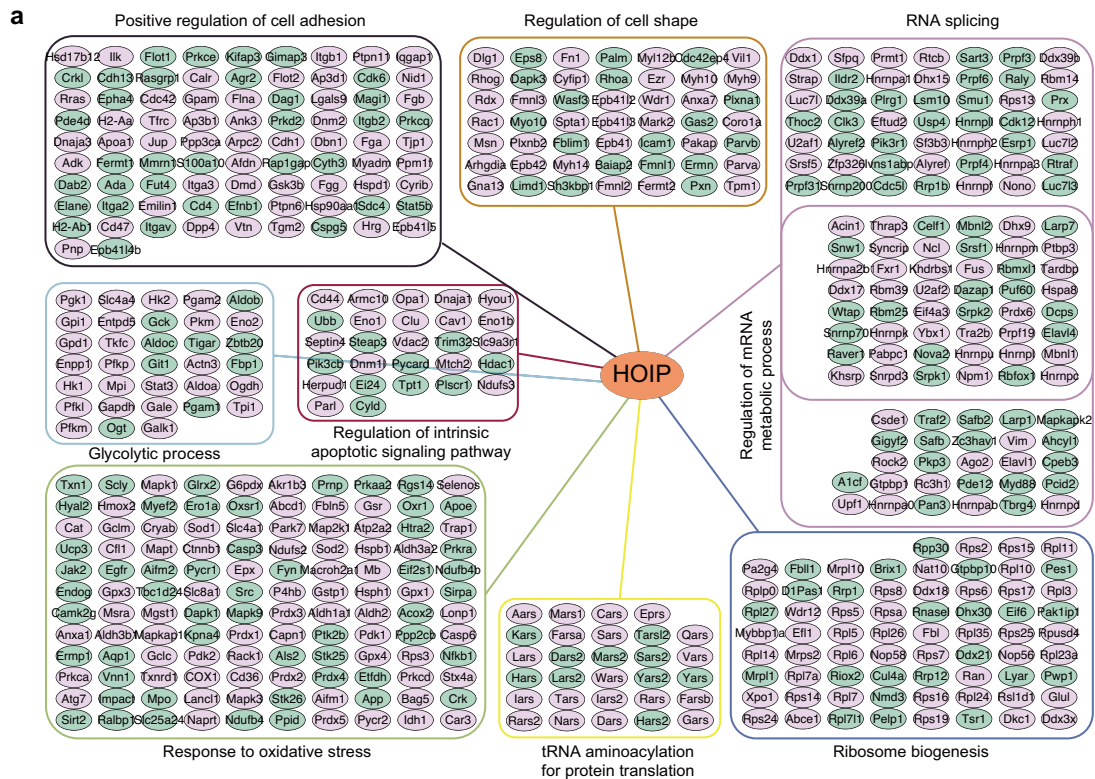 a
Positive regulation of cell adhesion
Hsd17b12 Ilk Flot1 Prkce Kifap3 Gimap3 Itgb1 Ptpn11 Iqgap1
Crkl Cdh13 Rasgrp1 Calr Agr2 Flot2 Ap3d1 Cdk6 Nid1
Rras Epha4 Cdc42 Gpam Flna Dag1 Lgals9 Magi1 Fgb
Pde4d H2-Aa Tfrc Ap3b1 Ank3 Prkd2 Dnm2 Itgb2 Prkcq
Dnaja3 Apoa1 Jup Ppp3ca Arpc2 Cdh1 Dbn1 Fga Tjp1
Adk Fermt1 Mmrn1 S100a10 Afdn Rap1gap Cyth3 Myadm Ppm1f
Dab2 Ada Fut4 Itga3 Dmd Gsk3b Fgg Hspd1 Cyrib
Elane Itga2 Emilin1 Cd4 Efnb1 Ptpn6 Hsp90aa1 Sdc4 Stat5b
H2-Ab1 Cd47 Itgav Dpp4 Vtn Tgm2 Cspg5 Hrg Epb41l5
Pnp Epb41l4b
Regulation of cell shape
Dlg1 Eps8 Fn1 Palm Myl12b Cdc42ep4 Vil1
Rhog Dapk3 Cyfip1 Rhoa Ezr Myh10 Myh9
Rdx Fmnl3 Wasf3 Epb41l2 Wdr1 Anxa7 Plxna1
Rac1 Myo10 Spta1 Epb41l3 Mark2 Gas2 Coro1a
Msn Plxnb2 Fblim1 Epb41 Icam1 Pakap Parvb
Arhgdia Epb42 Myh14 Baiap2 Fmnl1 Ermn Parva
Gna13 Limd1 Sh3kbp1 Fmnl2 Fermt2 Pxn Tpm1
RNA splicing
Ddx1 Sfpq Prmt1 Rtcb Sart3 Prpf3 Ddx39b
Strap Ildr2 Hnrnpa1 Dhx15 Prpf6 Raly Rbm14
Luc7l Ddx39a Plrg1 Lsm10 Smu1 Rps13 Prx
Thoc2 Clk3 Eftud2 Usp4 Hnrnpll Cdk12 Hnrnph1
U2af1 Alyref2 Pik3r1 Sf3b3 Hnrnph2 Esrp1 Luc7l2
Srsf5 Zfp326 Ivns1abp Alyref Prpf4 Hnrnpa3 Rtraf
Prpf31 Snrnp200 Cdc5l Rrp1b Hnrnpf Nono Luc7l3
Acin1 Thrap3 Celf1 Mbnl2 Dhx9 Larp7
Snw1 Syncrip Ncl Srsf1 Hnrnpm Ptbp3
Hnrnpa2b1 Fxr1 Khdrbs1 Fus Rbmxl1 Tardbp
Ddx17 Rbm39 U2af2 Dazap1 Puf60 Hspa8
Wtap Rbm25 Eif4a3 Srpk2 Prdx6 Dcps
Snrnp70 Hnrnpk Ybx1 Tra2b Prpf19 Elavl4
Raver1 Pabpc1 Nova2 Hnrnpu Hnrnpl Mbnl1
Khsrp Snrpd3 Srpk1 Npm1 Rbfox1 Hnrnpc
Regulation of mRNA
metabolic process
Csde1 Traf2 Safb2 Larp1 Mapkapk2
Gigyf2 Safb Zc3hav1 Vim Ahcyl1
Rock2 Pkp3 Ago2 Elavl1 Cpeb3
A1cf Gtpbp1 Rc3h1 Pde12 Myd88 Pcid2
Upf1 Hnrnpa0 Pan3 Hnrnpab Tbrg4 Hnrnpd
Pgk1 Slc4a4 Hk2 Pgam2 Aldob
Gpi1 Entpd5 Gck Pkm Eno2
Gpd1 Tkfc Aldoc Tigar Zbtb20
Enpp1 Pfkp Git1 Actn3 Fbp1
Hk1 Mpi Stat3 Aldoa Ogdh
Pfkl Gapdh Gale Pgam1 Tpi1
Pfkm Ogt Galk1
Glycolytic process
Cd44 Armc10 Opa1 Dnaja1 Hyou1
Ubb Eno1 Clu Cav1 Eno1b
Septin4 Steap3 Vdac2 Trim32 Slc9a3r1
Pik3cb Dnm1l Pycard Mtch2 Hdac1
Herpud1 Ei24 Tpt1 Plscr1 Ndufs3
Parl Cyld
Regulation of intrinsic
apoptotic signaling pathway
HOIP
Txn1 Scly Mapk1 Glrx2 G6pdx Akr1b3 Prnp Prkaa2 Rgs14 Selenos
Hyal2 Hmox2 Myef2 Ero1a Oxsr1 Abcd1 Fbln5 Gsr Oxr1 Apoe
Cat Gclm Cryab Sod1 Slc4a1 Park7 Map2k1 Atp2a2 Htra2 Trap1
Ucp3 Cfl1 Mapt Ctnnb1 Casp3 Ndufs2 Sod2 Hspb1 Aldh3a2 Prkra
Jak2 Egfr Aifm2 Pycr1 Epx Fyn Macroh2a1 Mb Eif2s1 Ndufb4b
Endog Gpx3 Tbc1d24 Slc8a1 Src P4hb Gstp1 Hsph1 Gpx1 Sirpa
Camk2g Msra Mgst1 Dapk1 Mapk9 Prdx3 Aldh1a1 Aldh2 Acox2 Lonp1
Anxa1 Aldh3b1 Mapkap1 Kpna4 Prdx1 Capn1 Ptk2b Pdk1 Ppp2cb Casp6
Ermp1 Aqp1 Gclc Pdk2 Rack1 Als2 Stk25 Gpx4 Rps3 Nfkb1
Prkca Vnn1 Txnrd1 COX1 Cd36 Prdx2 Prdx4 Etfdh Prkcd Stx4a
Atg7 Impact Mpo Lancl1 Mapk3 Stk26 Aifm1 App Bag5 Crk
Sirt2 Ralbp1 Slc25a24 Naprt Ndufb4 Ppid Prdx5 Pycr2 Idh1 Car3
Response to oxidative stress
Aars Mars1 Cars Eprs
Kars Farsa Sars Tarsl2 Qars
Lars Dars2 Mars2 Sars2 Vars
Hars Lars2 Wars Yars2 Yars
Iars Tars Iars2 Rars Farsb
Rars2 Nars Dars Hars2 Gars
tRNA aminoacylation
for protein translation
Rpp30 Rps2 Rps15 Rpl11
Pa2g4 Fbll1 Mrpl10 Brix1 Nat10 Gtpbp10 Rpl10 Pes1
Rplp0 D1Pas1 Rrp1 Rps8 Ddx18 Rps6 Rps17 Rpl3
Rpl27 Wdr12 Rps5 Rpsa Rnasel Dhx30 Eif6 Pak1ip1
Mybbp1a Efl1 Rpl5 Rpl26 Fbl Rpl35 Rps25 Rpusd4
Rpl14 Mrps2 Rpl6 Nop58 Rps7 Ddx21 Nop56 Rpl23a
Mrpl1 Rpl7a Riox2 Cul4a Rrp12 Ran Lyar Pwp1
Xpo1 Rps14 Rpl7 Nmd3 Rps16 Rpl24 Rsl1d1 Glul
Rps24 Abce1 Rpl7l1 Pelp1 Rps19 Tsr1 Dkc1 Ddx3x
Ribosome biogenesis